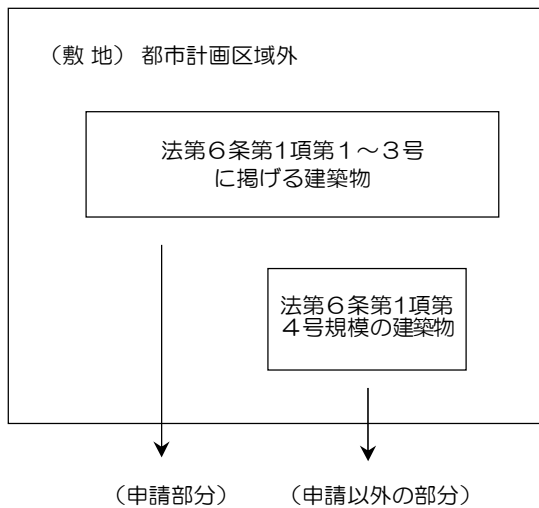 （敷 地） 都市計画区域外
法第６条第1項第１～３号
に掲げる建築物
法第６条第1項第
４号規模の建築物
（申請部分）
（申請以外の部分）